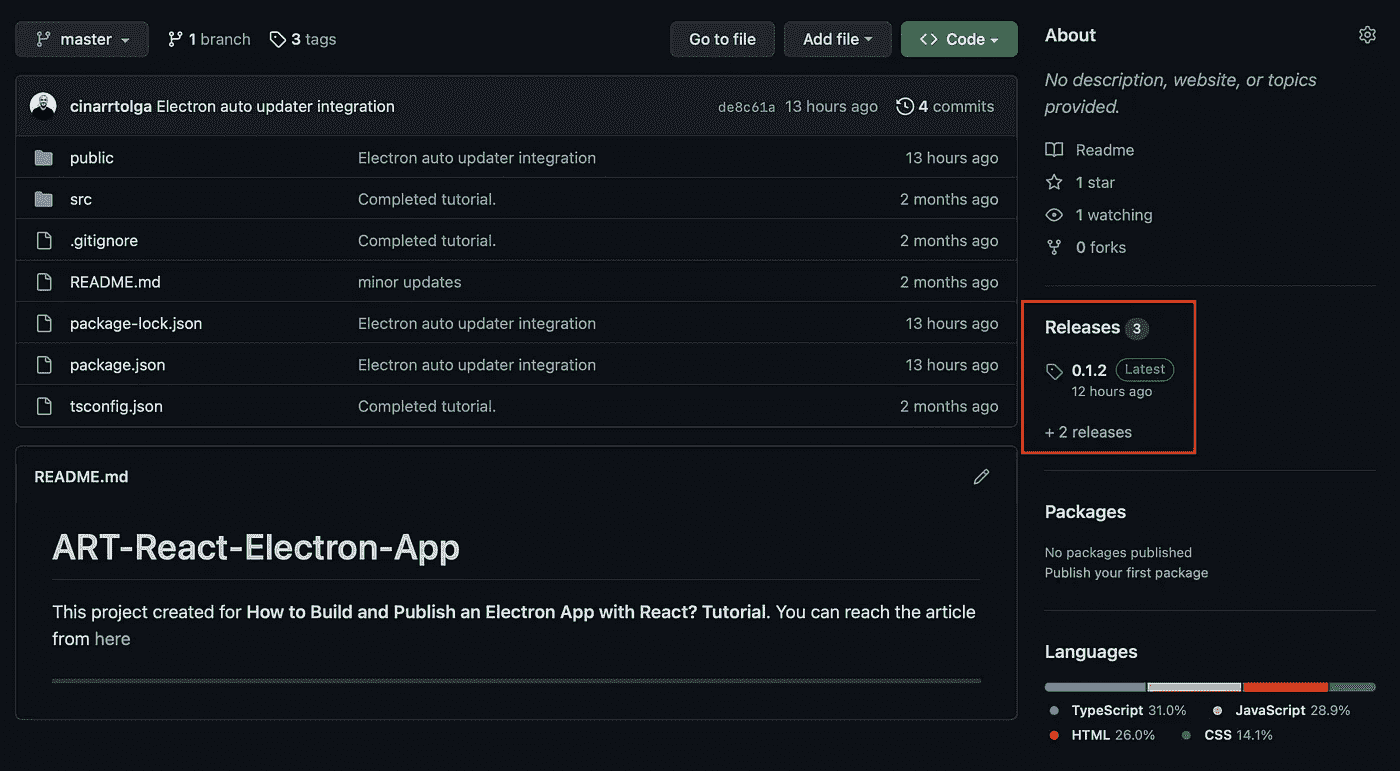 master
1 branch
3 tags
Go to file
Add file
<> Code
cinarrtolga Electron auto updater integration
de8c61a 13 hours ago
4 commits
public Electron auto updater integration 13 hours ago
src Completed tutorial. 2 months ago
.gitignore Completed tutorial. 2 months ago
README.md minor updates 2 months ago
package-lock.json Electron auto updater integration 13 hours ago
package.json Electron auto updater integration 13 hours ago
tsconfig.json Completed tutorial. 2 months ago
README.md
ART-React-Electron-App
This project created for How to Build and Publish an Electron App with React? Tutorial. You can reach the article
from here
About
No description, website, or topics
provided.
Readme
1 star
1 watching
0 forks
Releases 3
0.1.2 Latest
12 hours ago
+ 2 releases
Packages
No packages published
Publish your first package
Languages
TypeScript 31.0% JavaScript 28.9%
HTML 26.0% CSS 14.1%